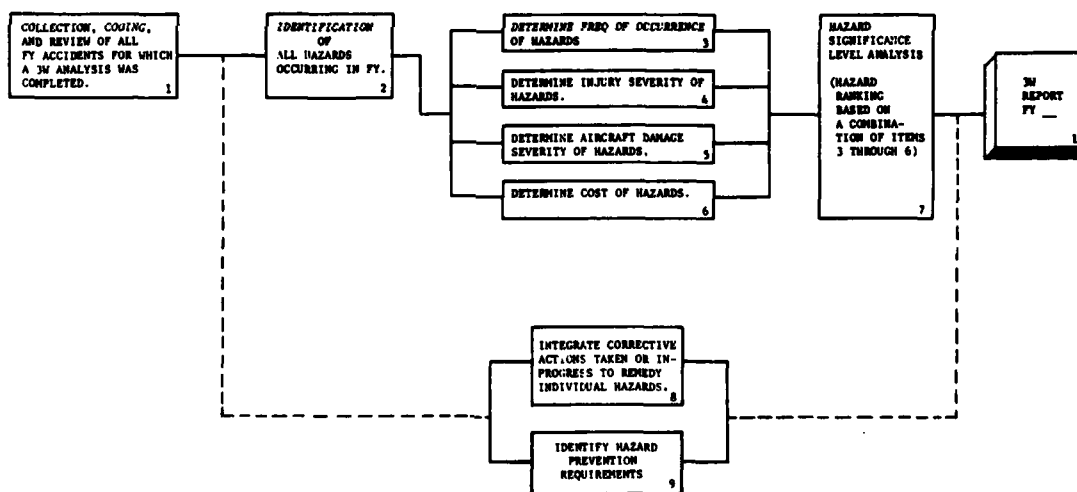 COLLECTION, CODING,
AND REVIEW OF ALL
FY ACCIDENTS FOR WHICH
A 3W ANALYSIS WAS
COMPLETED.
1
IDENTIFICATION
OF
ALL HAZARDS
OCCURRING IN FY.
2
DETERMINE FREQ OF OCCURRENCE
OF HAZARDS
3
DETERMINE INJURY SEVERITY OF
HAZARDS.
4
DETERMINE AIRCRAFT DAMAGE
SEVERITY OF HAZARDS.
5
DETERMINE COST OF HAZARDS.
6
HAZARD
SIGNIFICANCE
LEVEL ANALYSIS
(HAZARD
RANKING
BASED ON
A COMBINA-
TION OF ITEMS
3 THROUGH 6)
7
3W
REPORT
FY __
INTEGRATE CORRECTIVE
ACTIONS TAKEN OR IN-
PROGRESS TO REMEDY
INDIVIDUAL HAZARDS.
8
IDENTIFY HAZARD
PREVENTION
REQUIREMENTS
9